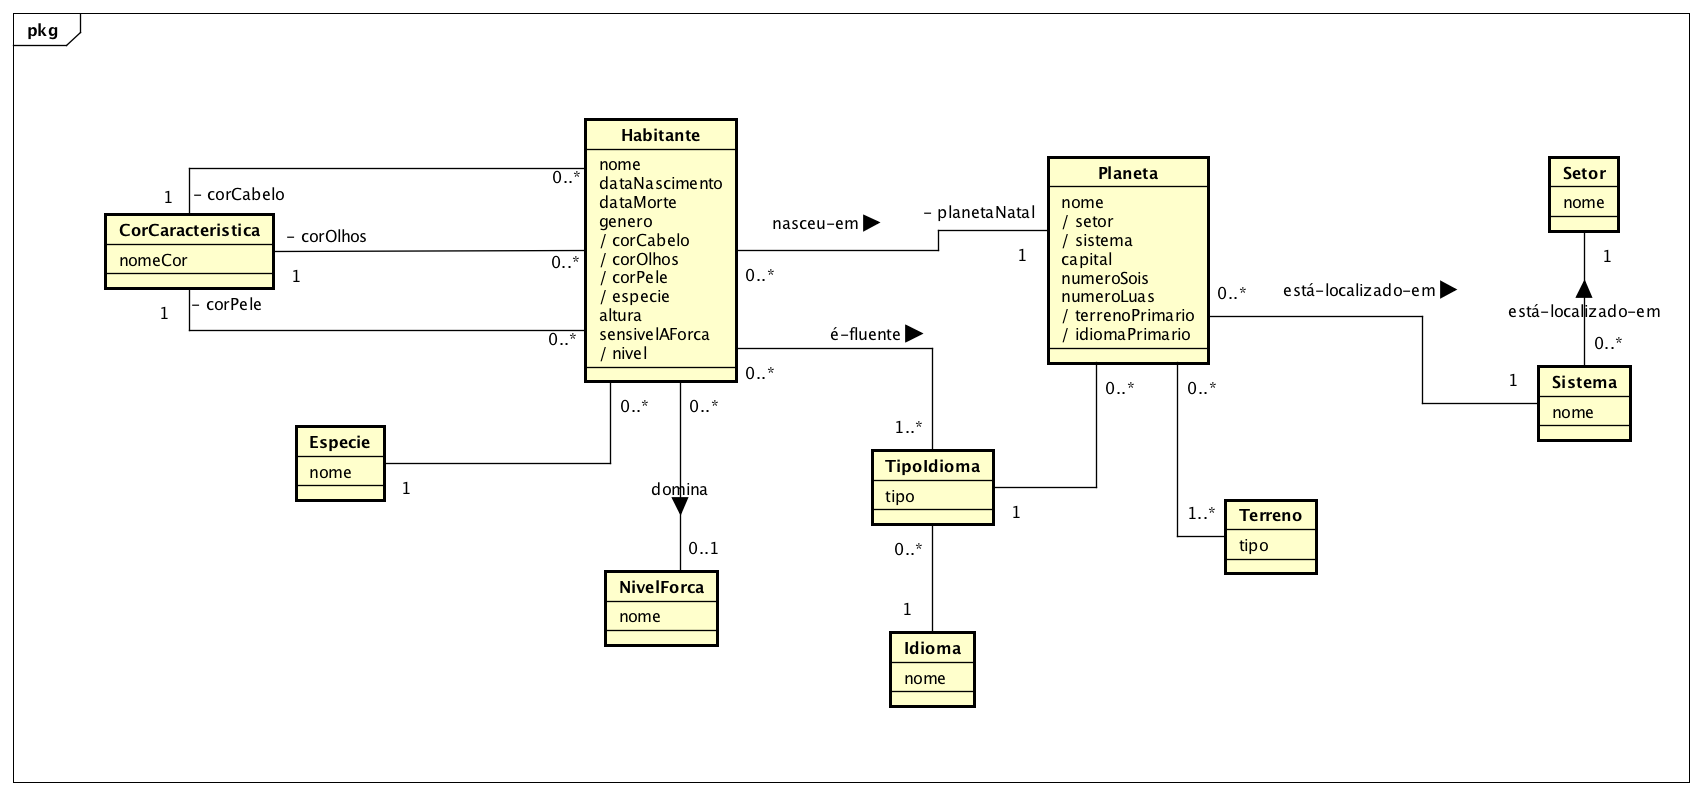 pkg
Habitante
nome
dataNascimento
dataMorte
genero
/ corCabelo
/ corOlhos
/ corPele
/ especie
altura
sensivelAForca
/ nivel
0..*
1
- corCabelo
CorCaracteristica
nomeCor
- corOlhos
1
0..*
1
- corPele
0..*
nasceu-em
- planetaNatal
0..*
1
Planeta
nome
/ setor
/ sistema
capital
numeroSois
numeroLuas
/ terrenoPrimario
/ idiomaPrimario
Setor
nome
1
está-localizado-em
0..*
0..*
está-localizado-em
1
Sistema
nome
é-fluente
0..*
1..*
0..*
0..*
0..*
0..*
Especie
nome
1
domina
0..1
NivelForca
nome
TipoIdioma
tipo
1
0..*
1
Idioma
nome
1..*
Terreno
tipo